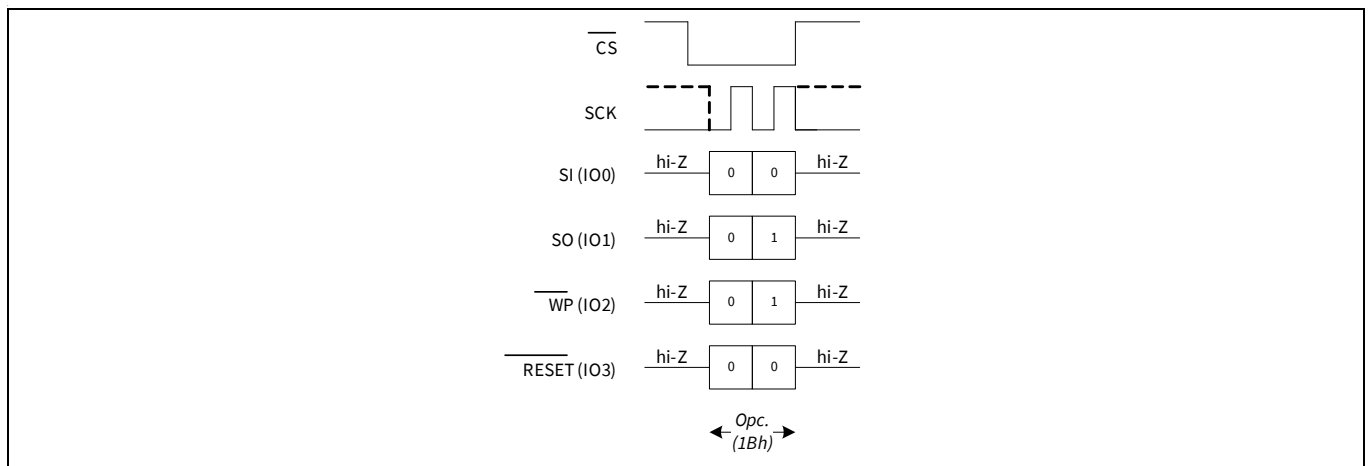 CS
SCK
hi-Z 0 0 hi-Z
SI (IO0)
hi-Z 0 1 hi-Z
SO (IO1)
hi-Z 0 1 hi-Z
WP (IO2)
hi-Z 0 0 hi-Z
RESET (IO3)
Opc.
(1Bh)